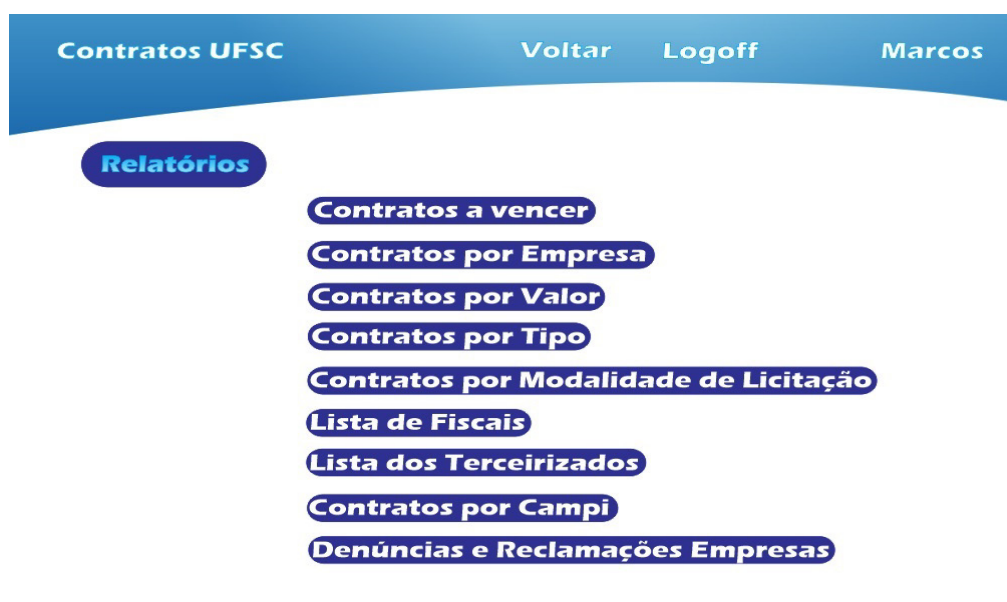 Contratos UFSC Voltar Logoff Marcos
Relatórios
Contratos a vencer
Contratos por Empresa
Contratos por Valor
Contratos por Tipo
Contratos por Modalidade de Licitação
Lista de Fiscais
Lista dos Terceirizados
Contratos por Campi
Denúncias e Reclamações Empresas